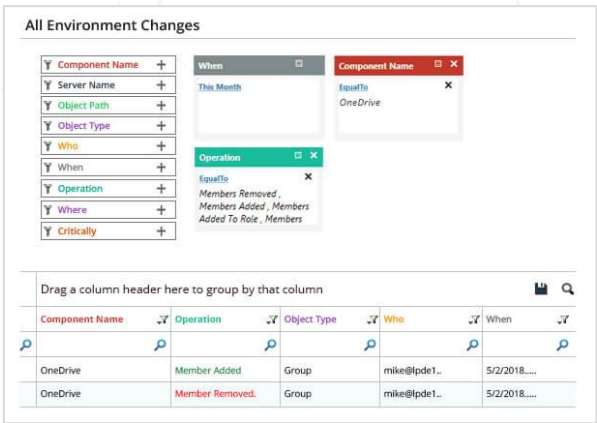 All Environment Changes
Component Name
Server Name
Object Path
Object Type
Who
When
Operation
Where
Critically
When
This Month
Component Name
EqualTo
OneDrive
Operation
EqualTo
Members Removed ,
Members Added , Members
Added To Role , Members
Drag a column header here to group by that column
Component Name Operation Object Type Who When
OneDrive Member Added Group mike@lpde1.. 5/2/2018.....
OneDrive Member Removed. Group mike@lpde1.. 5/2/2018.....